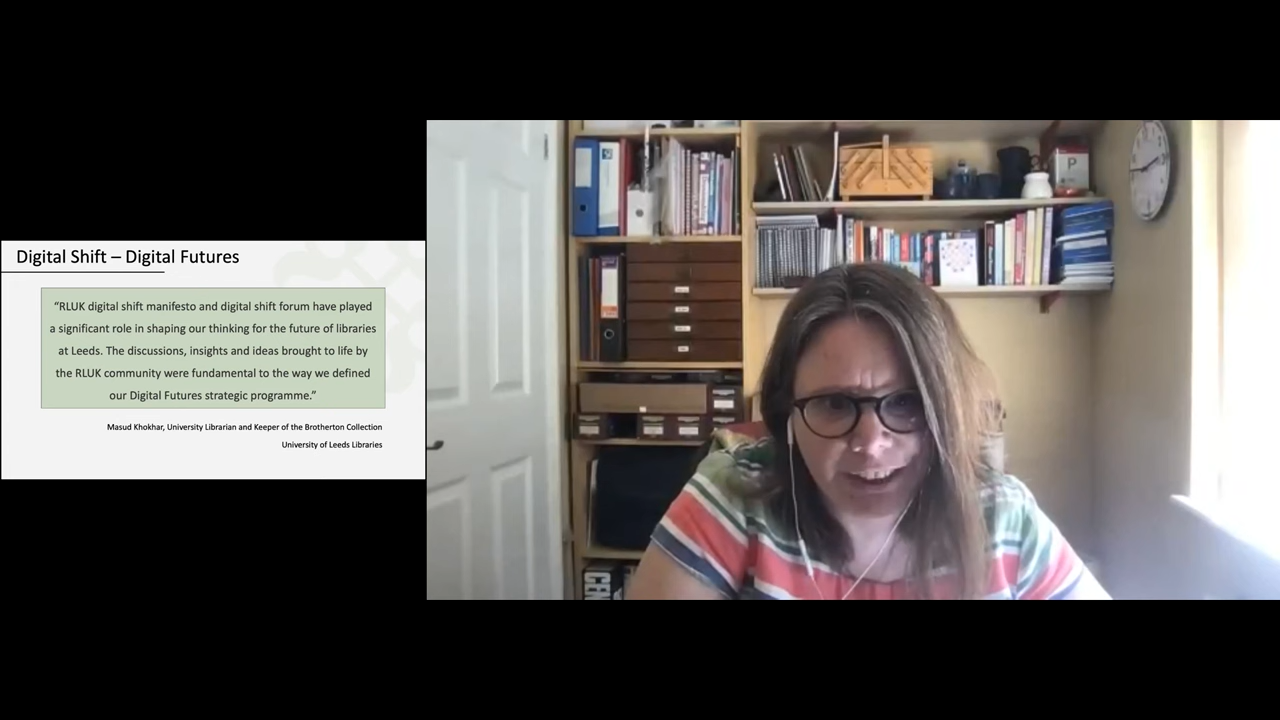 Digital Shift – Digital Futures
“RLUK digital shift manifesto and digital shift forum have played
a significant role in shaping our thinking for the future of libraries
at Leeds. The discussions, insights and ideas brought to life by
the RLUK community were fundamental to the way we defined
our Digital Futures strategic programme.”
Masud Khokhar, University Librarian and Keeper of the Brotherton Collection
University of Leeds Libraries
P
CEN